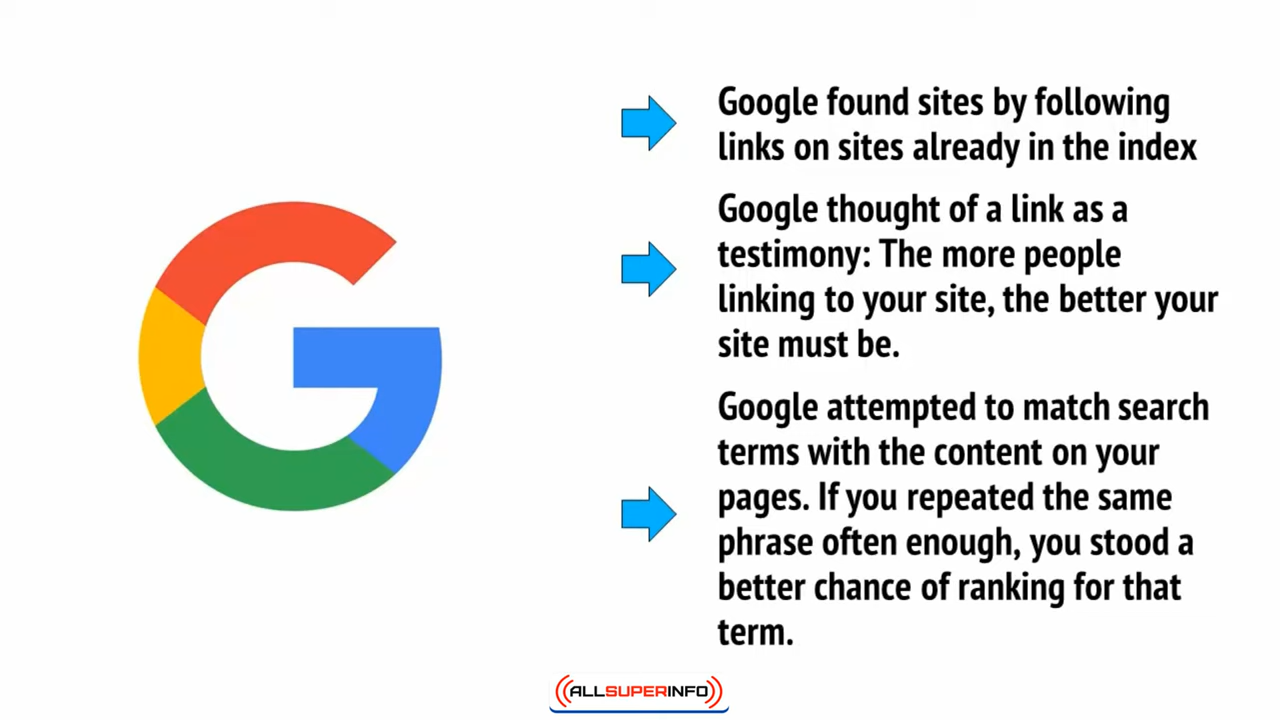 Google found sites by following
links on sites already in the index
Google thought of a link as a
testimony: The more people
linking to your site, the better your
site must be.
Google attempted to match search
terms with the content on your
pages. If you repeated the same
phrase often enough, you stood a
better chance of ranking for that
term.
ALLSUPERINFO